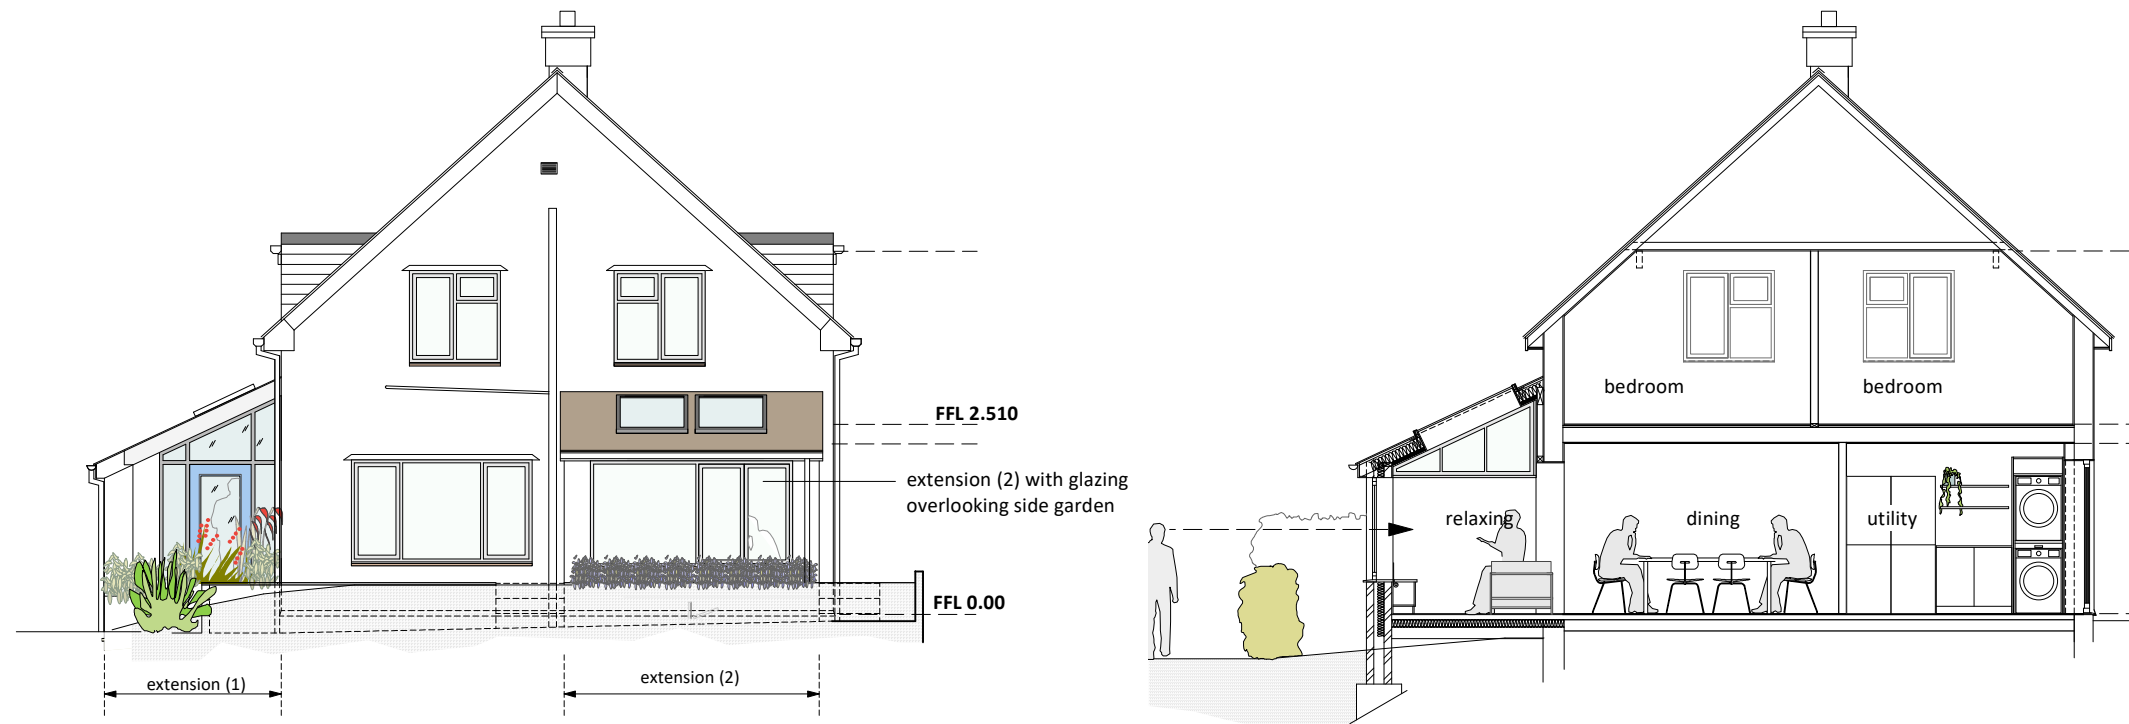 bedroom
bedroom
FFL 2.510
extension (2) with glazing
overlooking side garden
relaxing
dining
utility
FFL 0.00
extension (1)
extension (2)